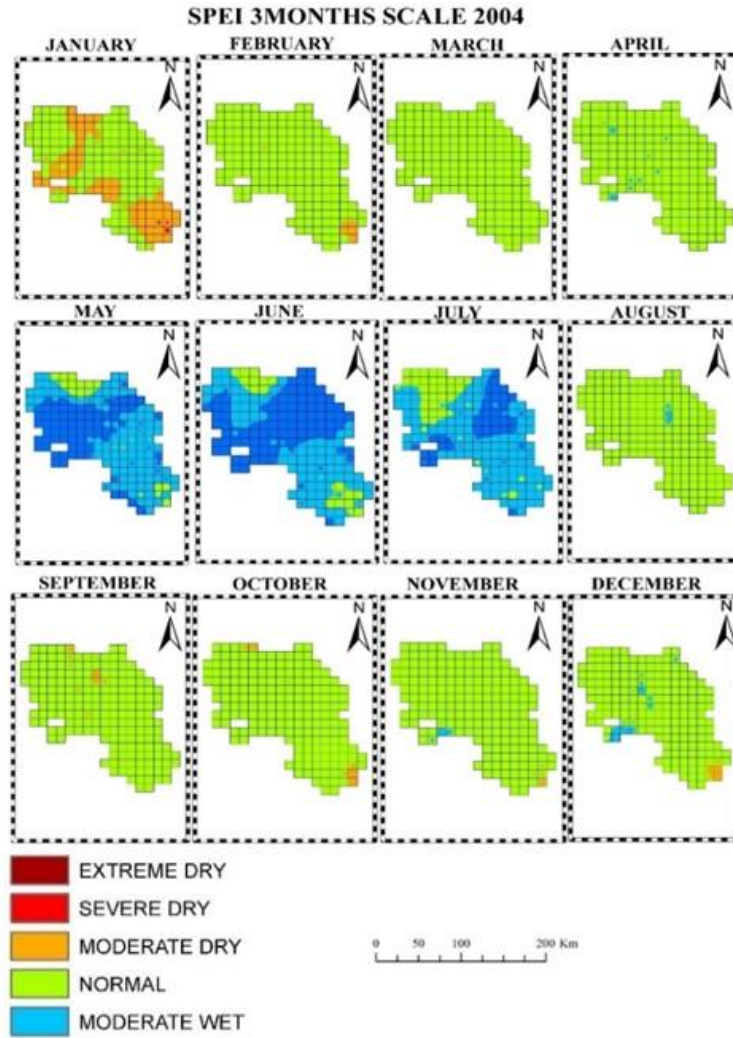 SPEI 3MONTHS SCALE 2004
JANUARY FEBRUARY MARCH APRIL
N N N N
MAY JUNE JULY AUGUST
N N N N
SEPTEMBER OCTOBER NOVEMBER DECEMBER
N N N N
EXTREME DRY
SEVERE DRY
MODERATE DRY
0 50 100 200 Km
NORMAL
MODERATE WET